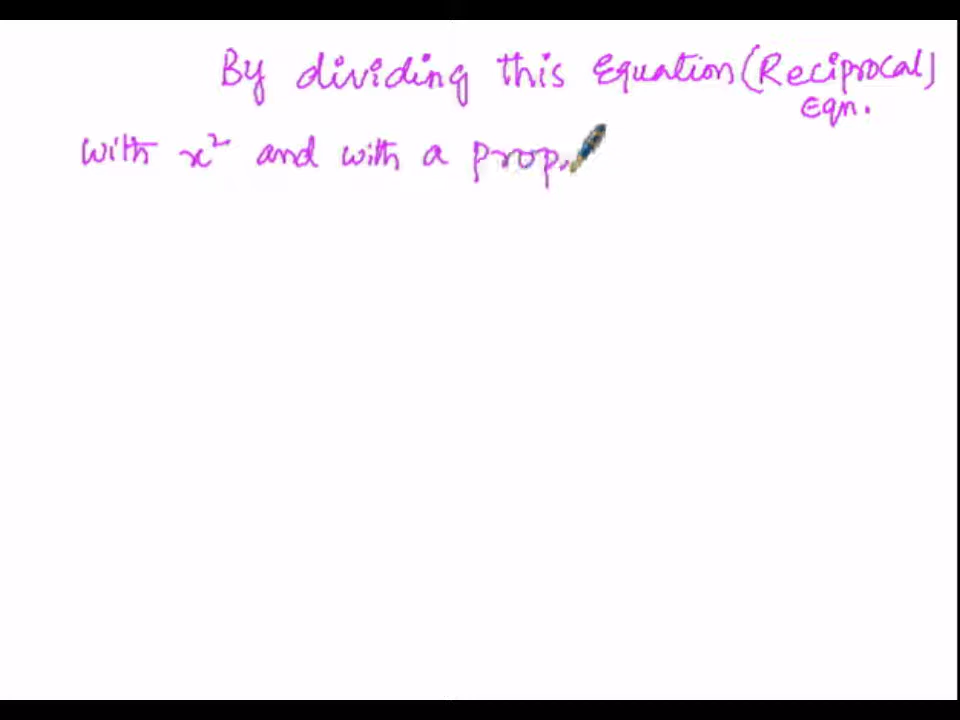 By dividing this Equation (Reciprocal)
Eqn.
with x² and with a prop.